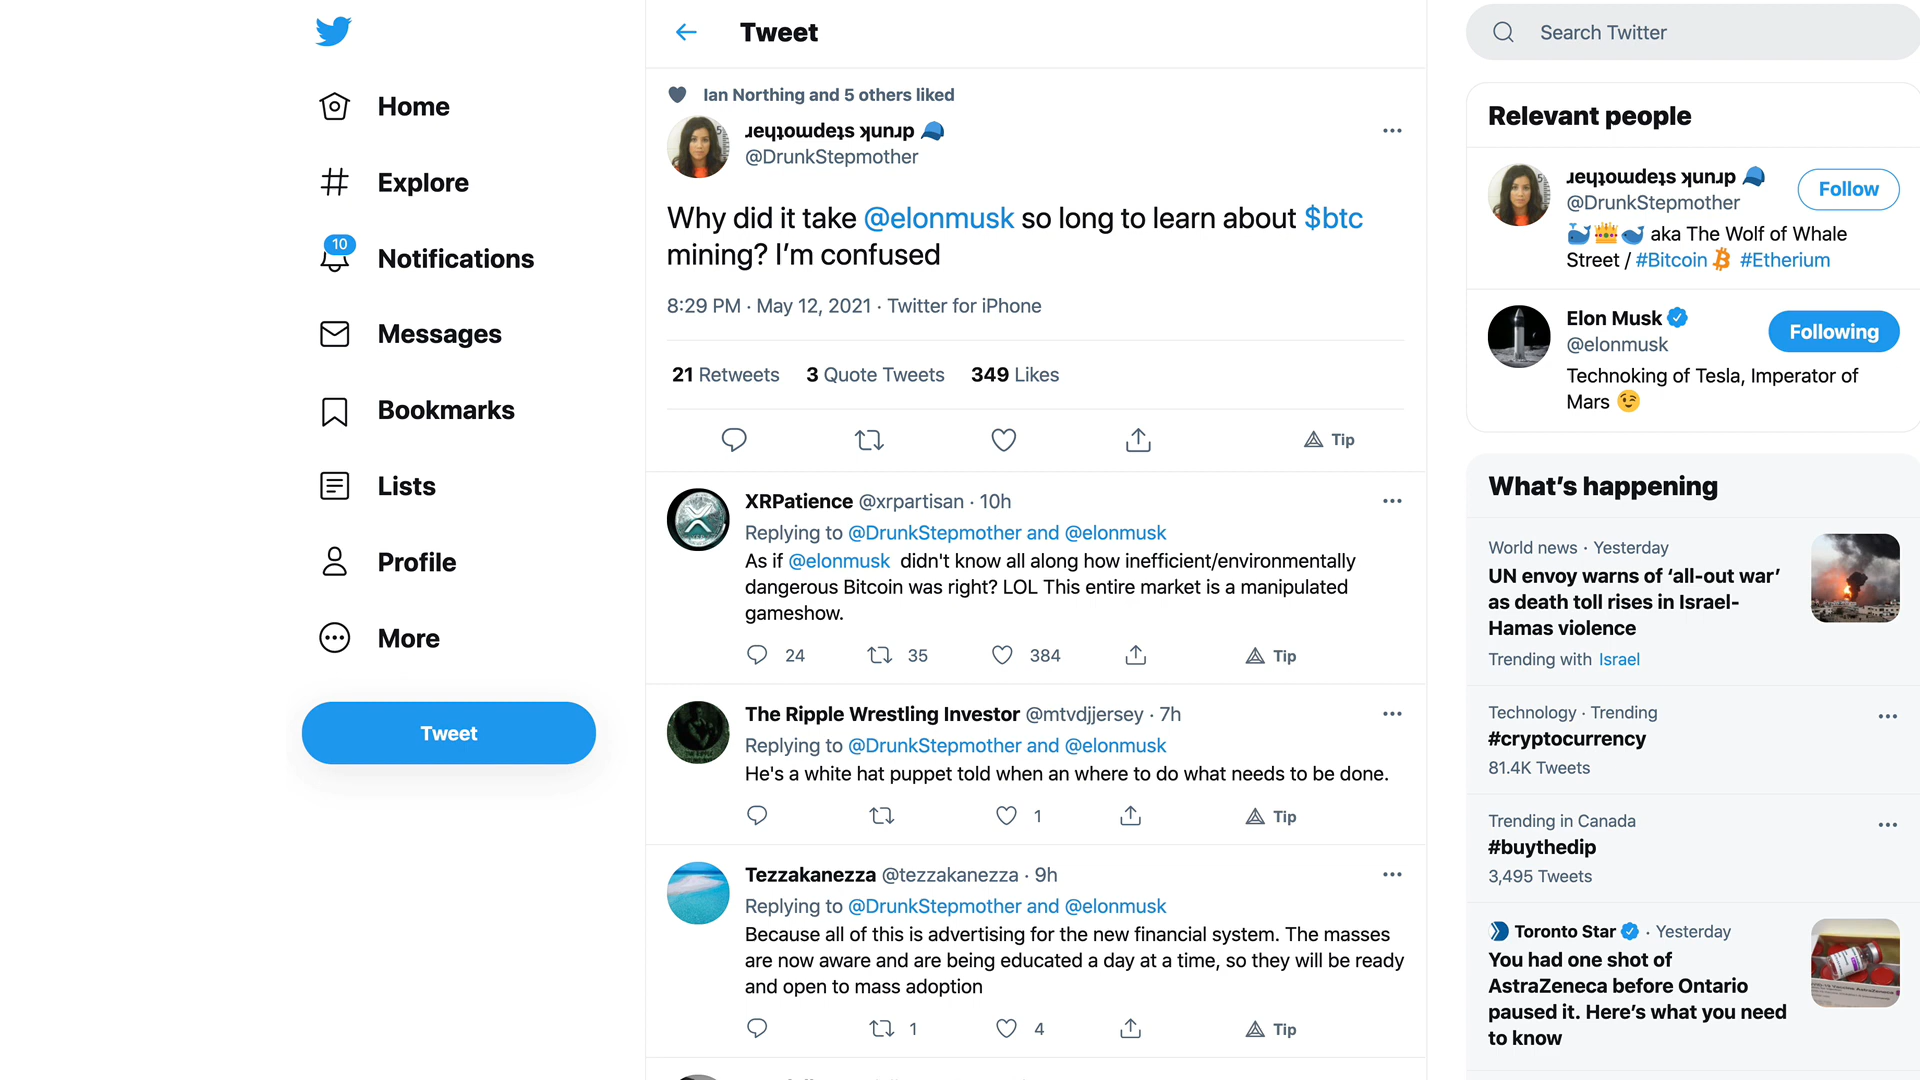 Home
Explore
10
Notifications
Messages
Bookmarks
Lists
Profile
More
Tweet
Tweet
Ian Northing and 5 others liked
ɹǝɥʇoɯdǝʇs ʞunɹp
@DrunkStepmother
Why did it take @elonmusk so long to learn about $btc
mining? I’m confused
8:29 PM · May 12, 2021 · Twitter for iPhone
21 Retweets 3 Quote Tweets 349 Likes
Tip
XRPatience @xrpartisan · 10h
Replying to @DrunkStepmother and @elonmusk
As if @elonmusk didn't know all along how inefficient/environmentally
dangerous Bitcoin was right? LOL This entire market is a manipulated
gameshow.
24 35 384 Tip
The Ripple Wrestling Investor @mtvdjjersey · 7h
Replying to @DrunkStepmother and @elonmusk
He's a white hat puppet told when an where to do what needs to be done.
1 Tip
Tezzakanezza @tezzakanezza · 9h
Replying to @DrunkStepmother and @elonmusk
Because all of this is advertising for the new financial system. The masses
are now aware and are being educated a day at a time, so they will be ready
and open to mass adoption
1 4 Tip
Search Twitter
Relevant people
ɹǝɥʇoɯdǝʇs ʞunɹp
@DrunkStepmother
Follow
🐳👑🐋 aka The Wolf of Whale
Street / #Bitcoin #Etherium
Elon Musk
@elonmusk
Following
Technoking of Tesla, Imperator of
Mars 😉
What’s happening
World news · Yesterday
UN envoy warns of ‘all-out war’
as death toll rises in Israel-
Hamas violence
Trending with Israel
Technology · Trending
#cryptocurrency
81.4K Tweets
Trending in Canada
#buythedip
3,495 Tweets
Toronto Star · Yesterday
You had one shot of
AstraZeneca before Ontario
paused it. Here’s what you need
to know